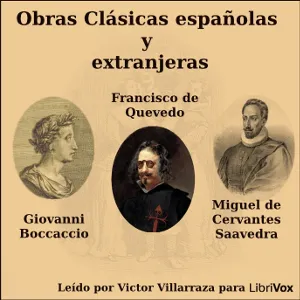 Obras Clásicas españolas
y
extranjeras
Francisco de
Quevedo
Giovanni
Boccaccio
Miguel de
Cervantes
Saavedra
Leído por Victor Villarraza para LibriVox